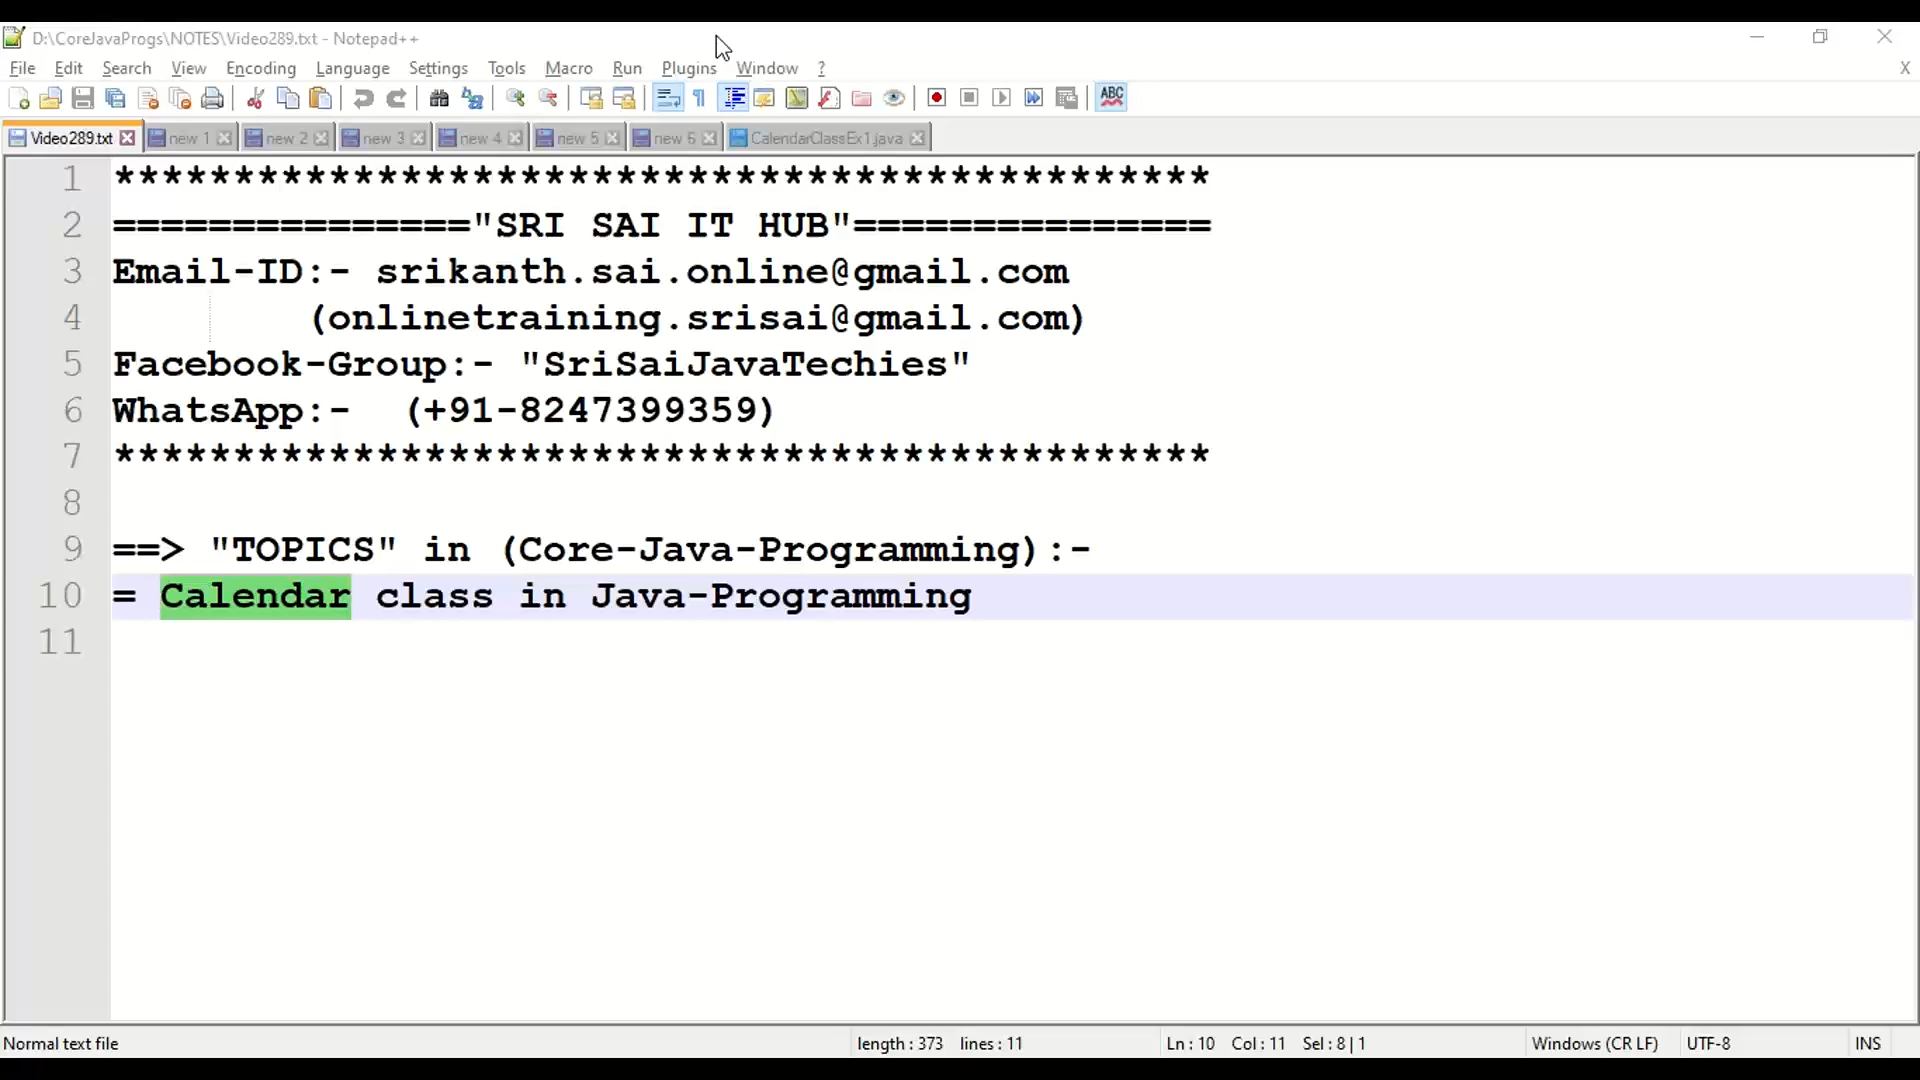 D:\CoreJavaProgs\NOTES\Video289.txt - Notepad++
File Edit Search View Encoding Language Settings Tools Macro Run Plugins Window ? X
ABC
Video289.txt new 1 new 2 new 3 new 4 new 5 new 6 CalendarClassEx1.java
1 **********************************************
2 ==============="SRI SAI IT HUB"===============
3 Email-ID:- srikanth.sai.online@gmail.com
4 (onlinetraining.srisai@gmail.com)
5 Facebook-Group:- "SriSaiJavaTechies"
6 WhatsApp:- (+91-8247399359)
7 **********************************************
8
9 ==> "TOPICS" in (Core-Java-Programming):-
10 = Calendar class in Java-Programming
11
Normal text file length : 373 lines : 11 Ln : 10 Col : 11 Sel : 8 | 1 Windows (CR LF) UTF-8 INS